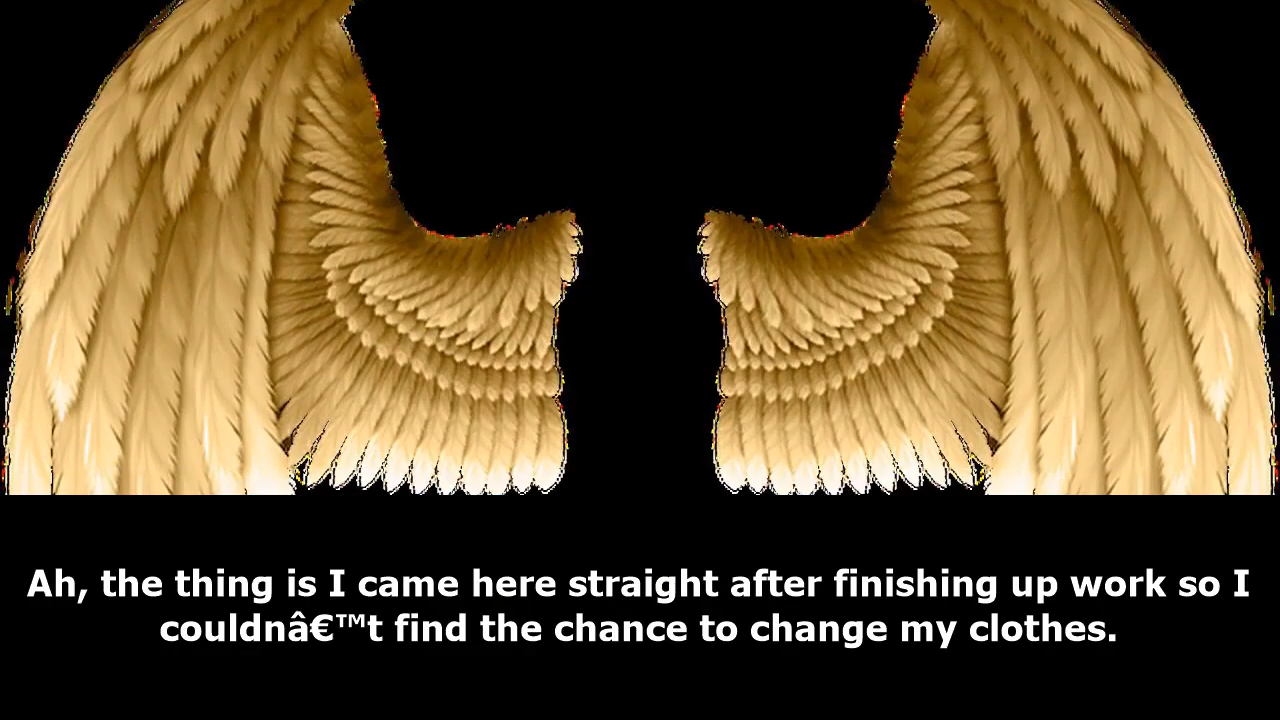 Ah, the thing is I came here straight after finishing up work so I
couldnâ€™t find the chance to change my clothes.